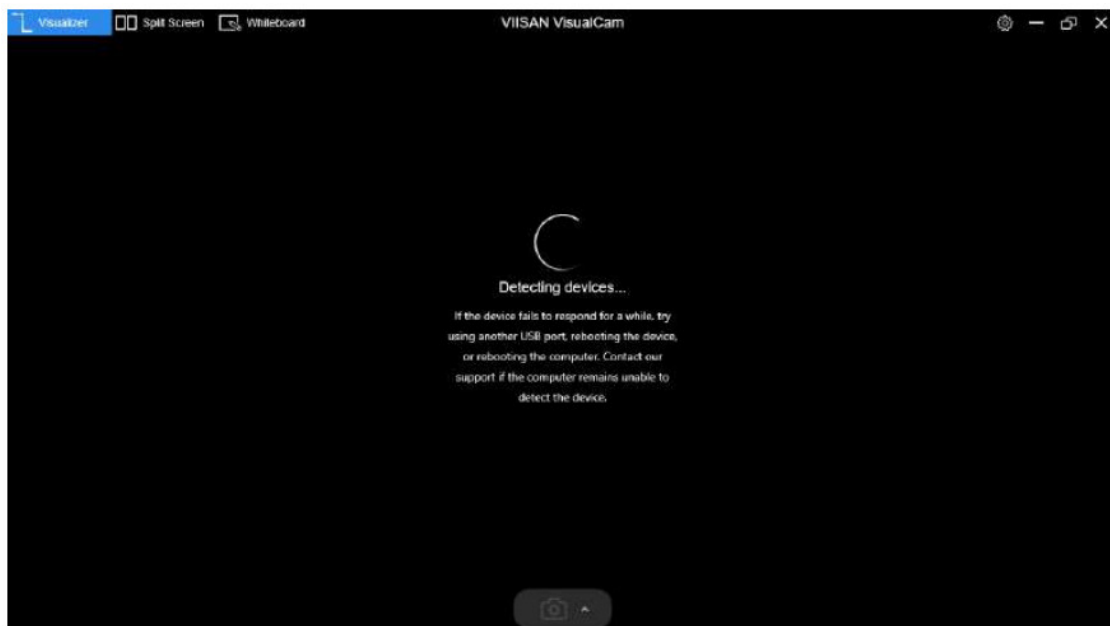 Visualizer Split Screen Whiteboard VIISAN VisualCam
Detecting devices...
If the device fails to respond for a while, try
using another USB port, rebooting the device,
or rebooting the computer. Contact our
support if the computer remains unable to
detect the device.